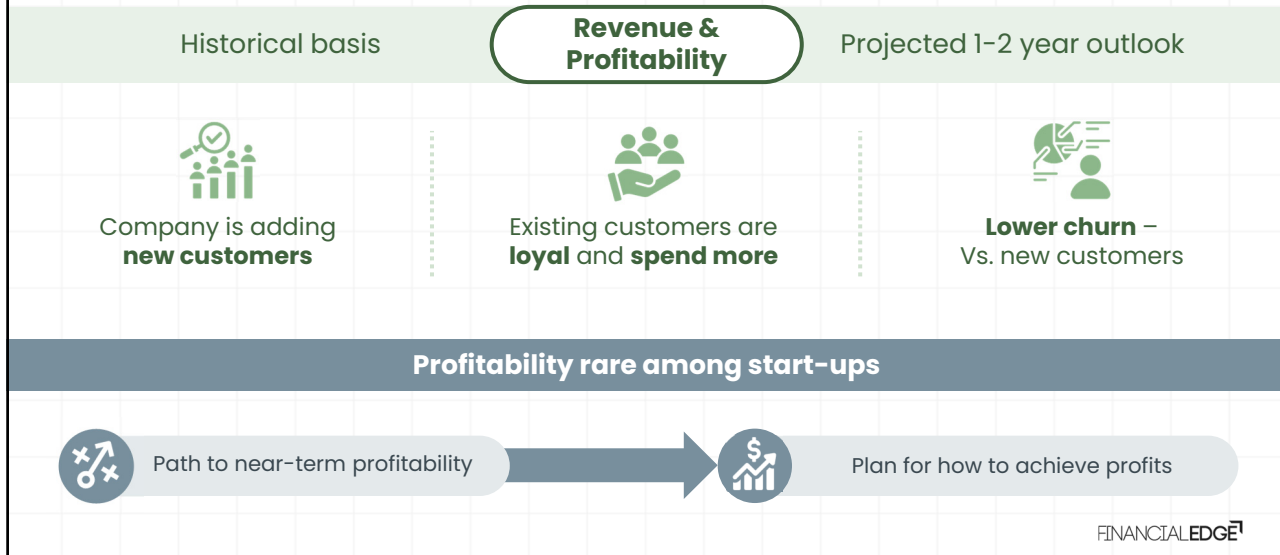 Historical basis
Revenue &
Profitability
Projected 1-2 year outlook
Company is adding
new customers
Existing customers are
loyal and spend more
Lower churn –
Vs. new customers
Profitability rare among start-ups
Path to near-term profitability
$
Plan for how to achieve profits
FINANCIALEDGE